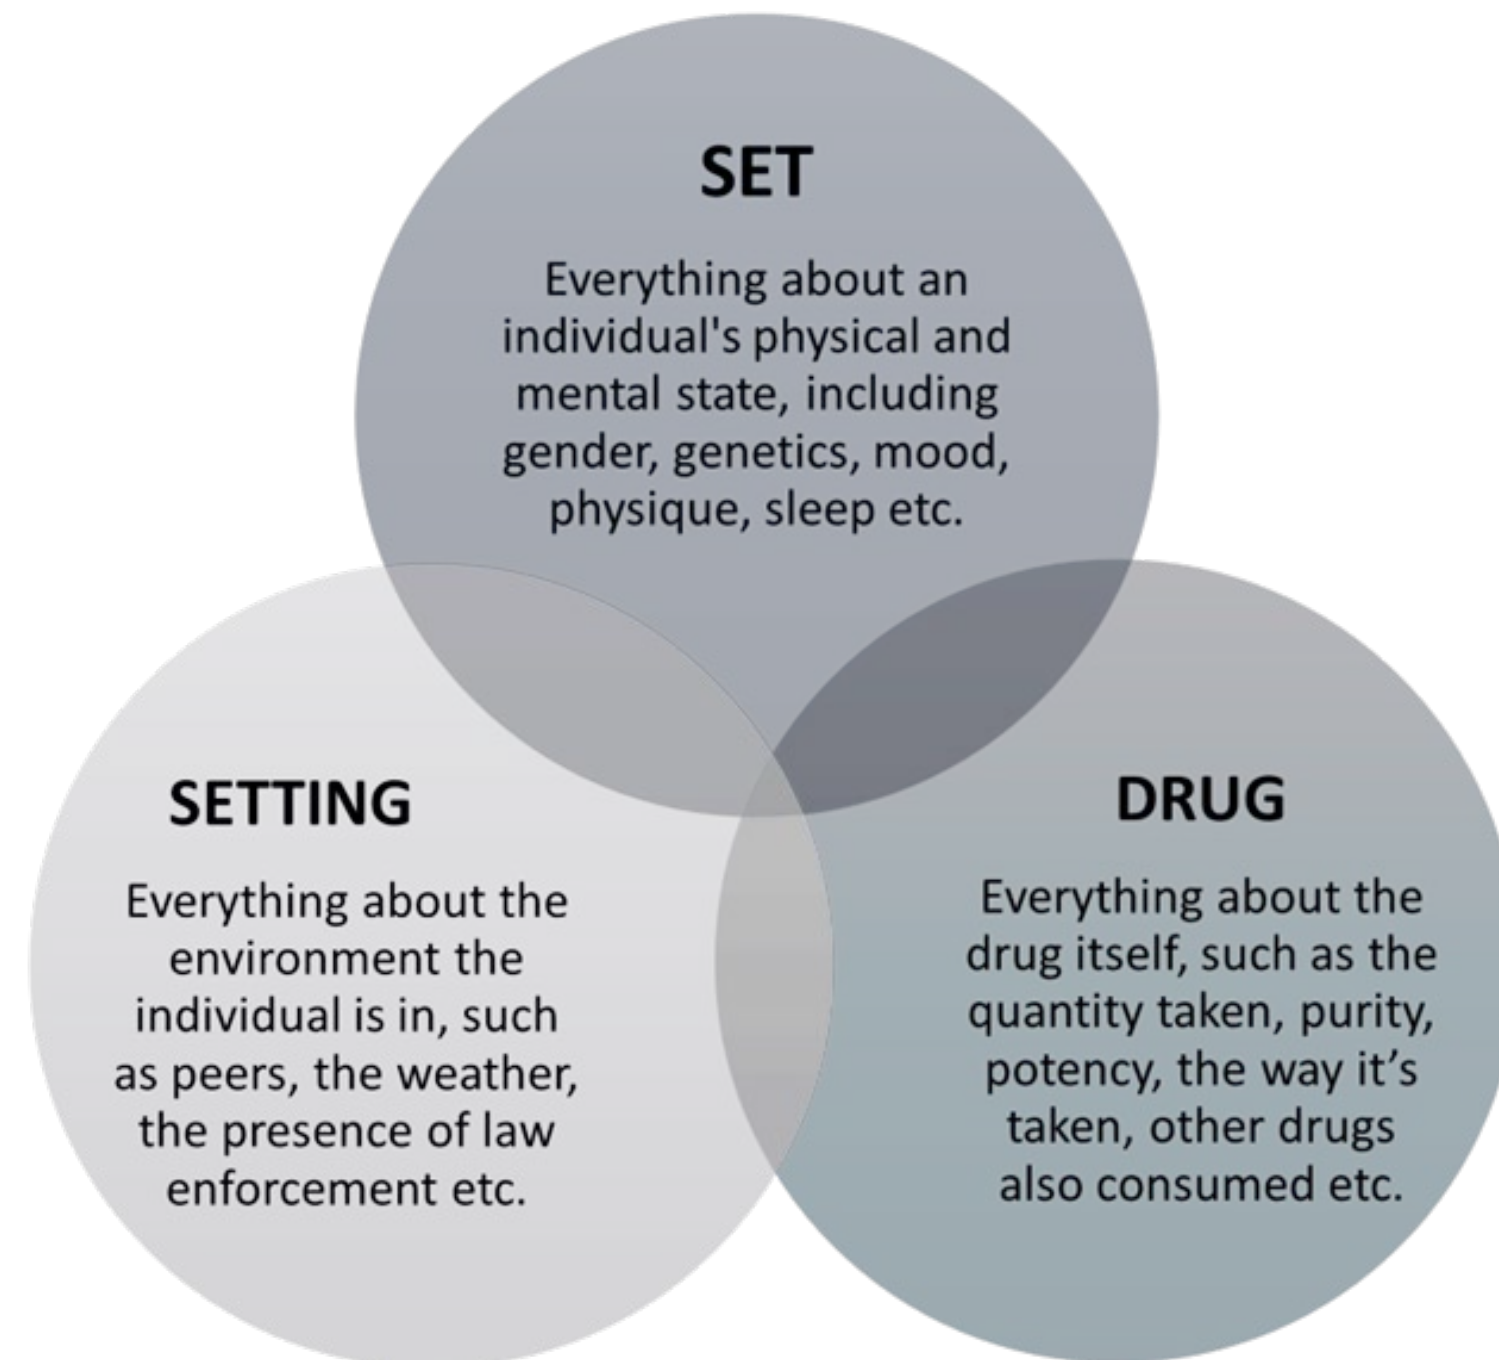 SET
Everything about an
individual's physical and
mental state, including
gender, genetics, mood,
physique, sleep etc.
SETTING
Everything about the
environment the
individual is in, such
as peers, the weather,
the presence of law
enforcement etc.
DRUG
Everything about the
drug itself, such as the
quantity taken, purity,
potency, the way it’s
taken, other drugs
also consumed etc.